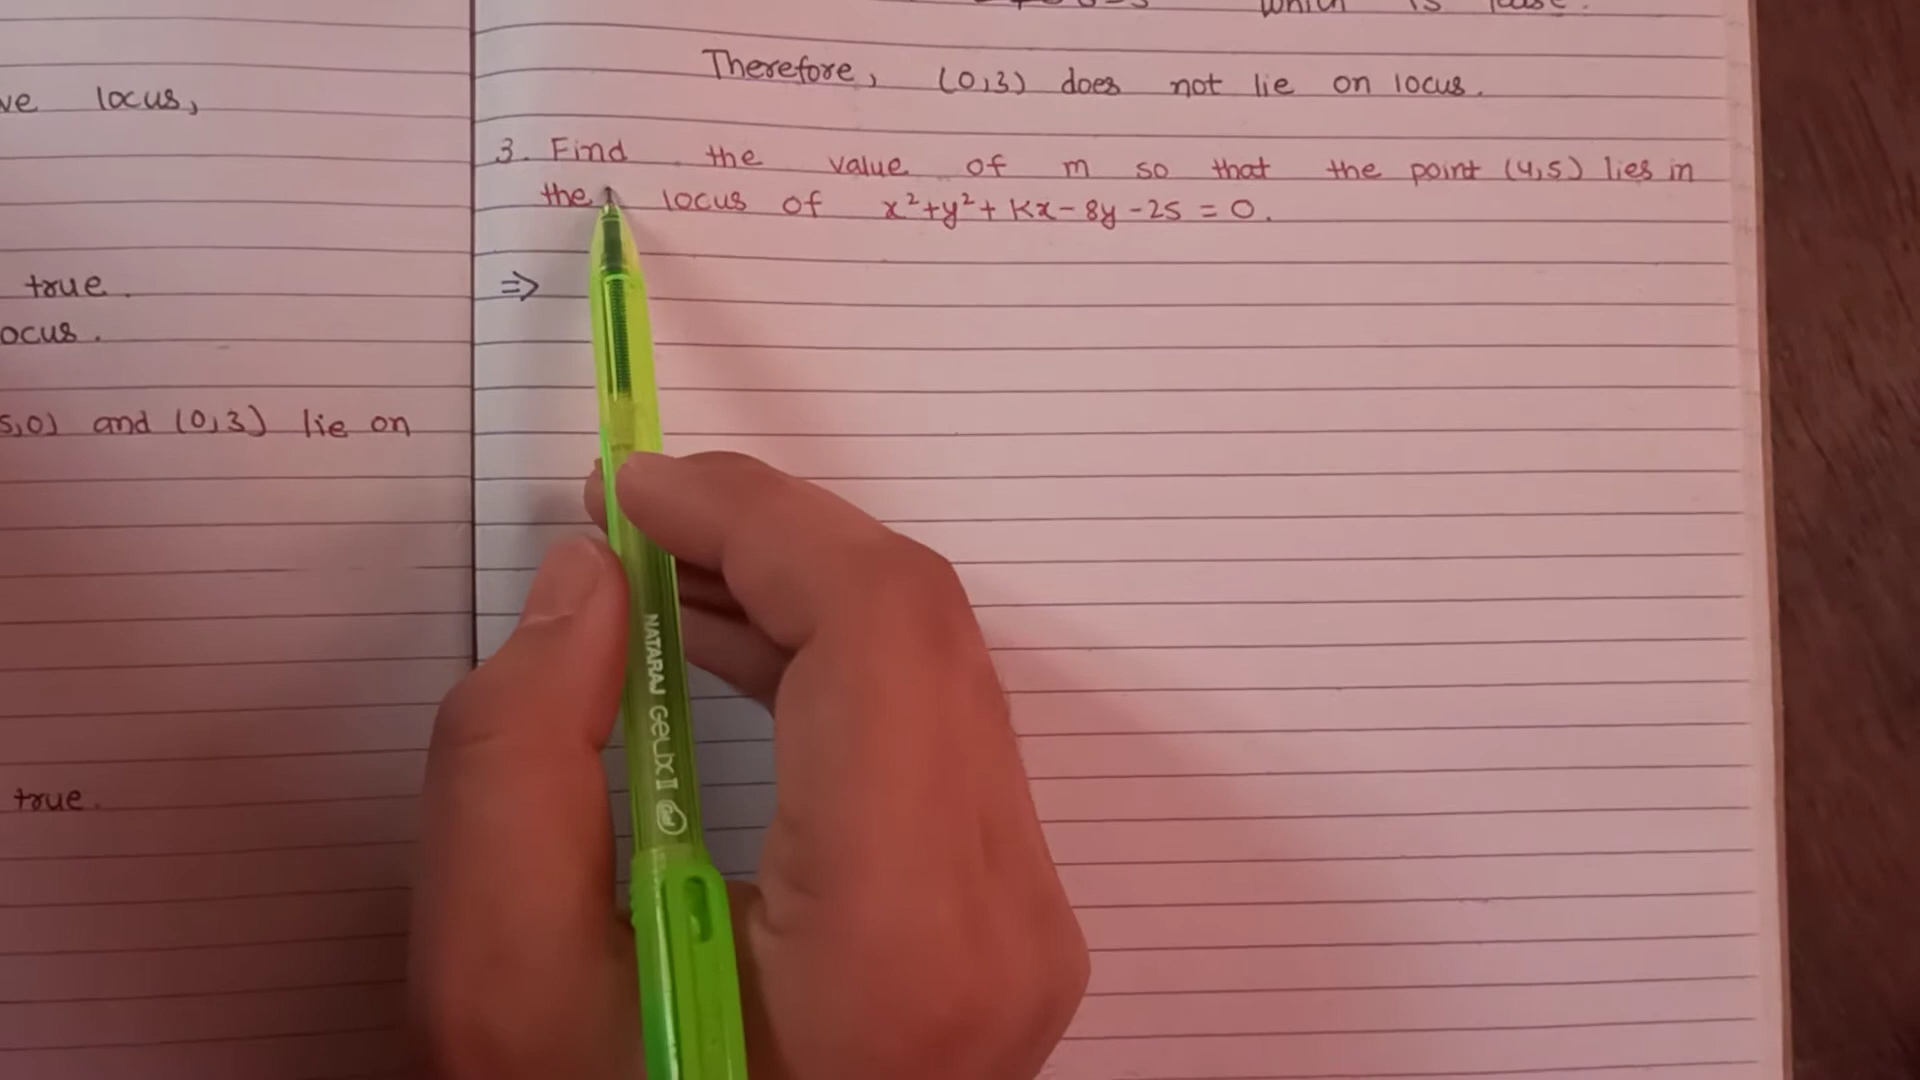 ve locus,
true.
ocus.
5,0) and (0,3) lie on
true.
which is
Therefore, (0,3) does not lie on locus.
3. Find the value of m so that the point (4,5) lies in
the locus of x²+y²+Kx-8y-25=0.
⇒
NATARAJ GELIX II